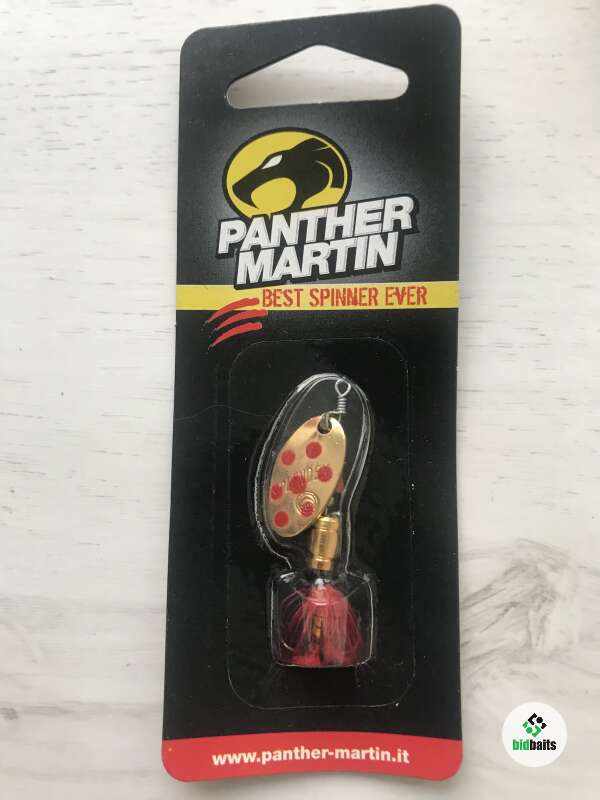 PANTHER
MARTIN
BEST SPINNER EVER
www.panther-martin.it
bidbaits